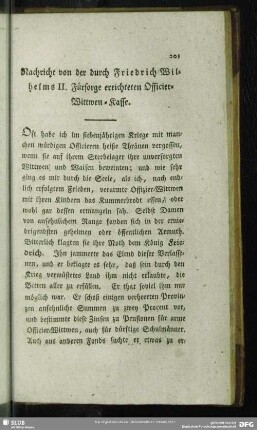 203
Nachricht von der durch Friedrich Wil-
helms II. Fürsorge errichteten Officier-
Wittwen-Kasse.
Oft habe ich im siebenjährigen Kriege mit man-
chen würdigen Officieren heiße Thränen vergossen,
wenn sie auf ihrem Sterbelager ihre unversorgten
Wittwen und Waisen beweinten; und wie sehr
ging es mir durch die Seele, als ich, nach end-
lich erfolgtem Frieden, verarmte Officier-Wittwen
mit ihren Kindern das Kummerbrodt essen, oder
wohl gar dessen ermangeln sah. Selbst Damen
von ansehnlichem Range fanden sich in der ernie-
drigendsten geheimen oder öffentlichen Armuth.
Bitterlich klagten sie ihre Noth dem König Frie-
drich. Ihn jammerte das Elend dieser Verlasse-
nen, und er beklagte es sehr, daß sein durch den
Krieg verwüstetes Land ihm nicht erlaubte, die
Bitten aller zu erfüllen. Er that soviel ihm nur
möglich war. Er schoß einigen verheerten Provin-
zen ansehnliche Summen zu zwey Procent vor,
und bestimmte diese Zinsen zu Pensionen für arme
Officier-Wittwen, auch für dürftige Schulmänner.
Auch aus anderen Fonds suchte er etwas zu er-
SLUB
DFG